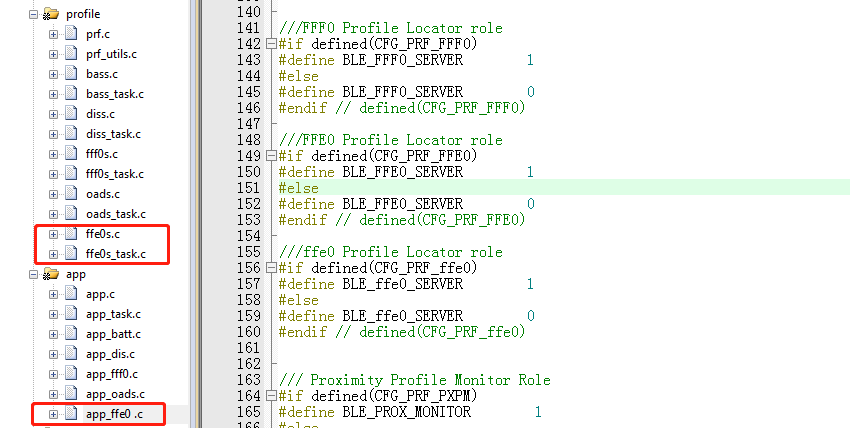 profile
prf.c
prf_utils.c
bass.c
bass_task.c
diss.c
diss_task.c
fff0s.c
fff0s_task.c
oads.c
oads_task.c
ffe0s.c
ffe0s_task.c
app
app.c
app_task.c
app_batt.c
app_dis.c
app_fff0.c
app_oads.c
app_ffe0 .c
140
141 ///FFF0 Profile Locator role
142 #if defined(CFG_PRF_FFF0)
143 #define BLE_FFF0_SERVER 1
144 #else
145 #define BLE_FFF0_SERVER 0
146 #endif // defined(CFG_PRF_FFF0)
147
148 ///FFE0 Profile Locator role
149 #if defined(CFG_PRF_FFE0)
150 #define BLE_FFE0_SERVER 1
151 #else
152 #define BLE_FFE0_SERVER 0
153 #endif // defined(CFG_PRF_FFE0)
154
155 ///ffe0 Profile Locator role
156 #if defined(CFG_PRF_ffe0)
157 #define BLE_ffe0_SERVER 1
158 #else
159 #define BLE_ffe0_SERVER 0
160 #endif // defined(CFG_PRF_ffe0)
161
162
163 /// Proximity Profile Monitor Role
164 #if defined(CFG_PRF_PXPM)
165 #define BLE_PROX_MONITOR 1
#else